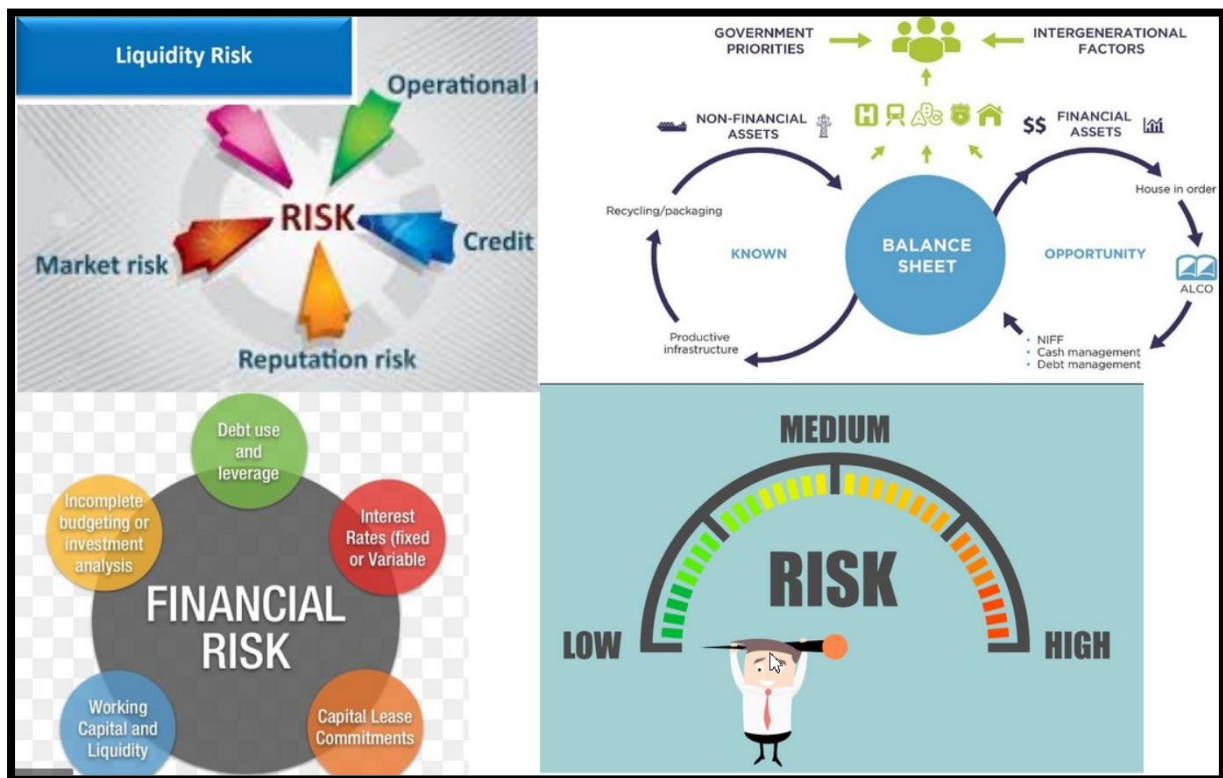 Liquidity Risk
Operational
RISK
Market risk
Credit
Reputation risk
GOVERNMENT
PRIORITIES
INTERGENERATIONAL
FACTORS
H
ABC
NON-FINANCIAL
ASSETS
$$
FINANCIAL
ASSETS
Recycling/packaging
House in order
KNOWN
BALANCE
SHEET
OPPORTUNITY
ALCO
Productive
infrastructure
• NIFF
• Cash management
• Debt management
Debt use
and
leverage
Incomplete
budgeting or
investment
analysis
Interest
Rates (fixed
or Variable
FINANCIAL
RISK
Working
Capital and
Liquidity
Capital Lease
Commitments
MEDIUM
RISK
LOW
HIGH